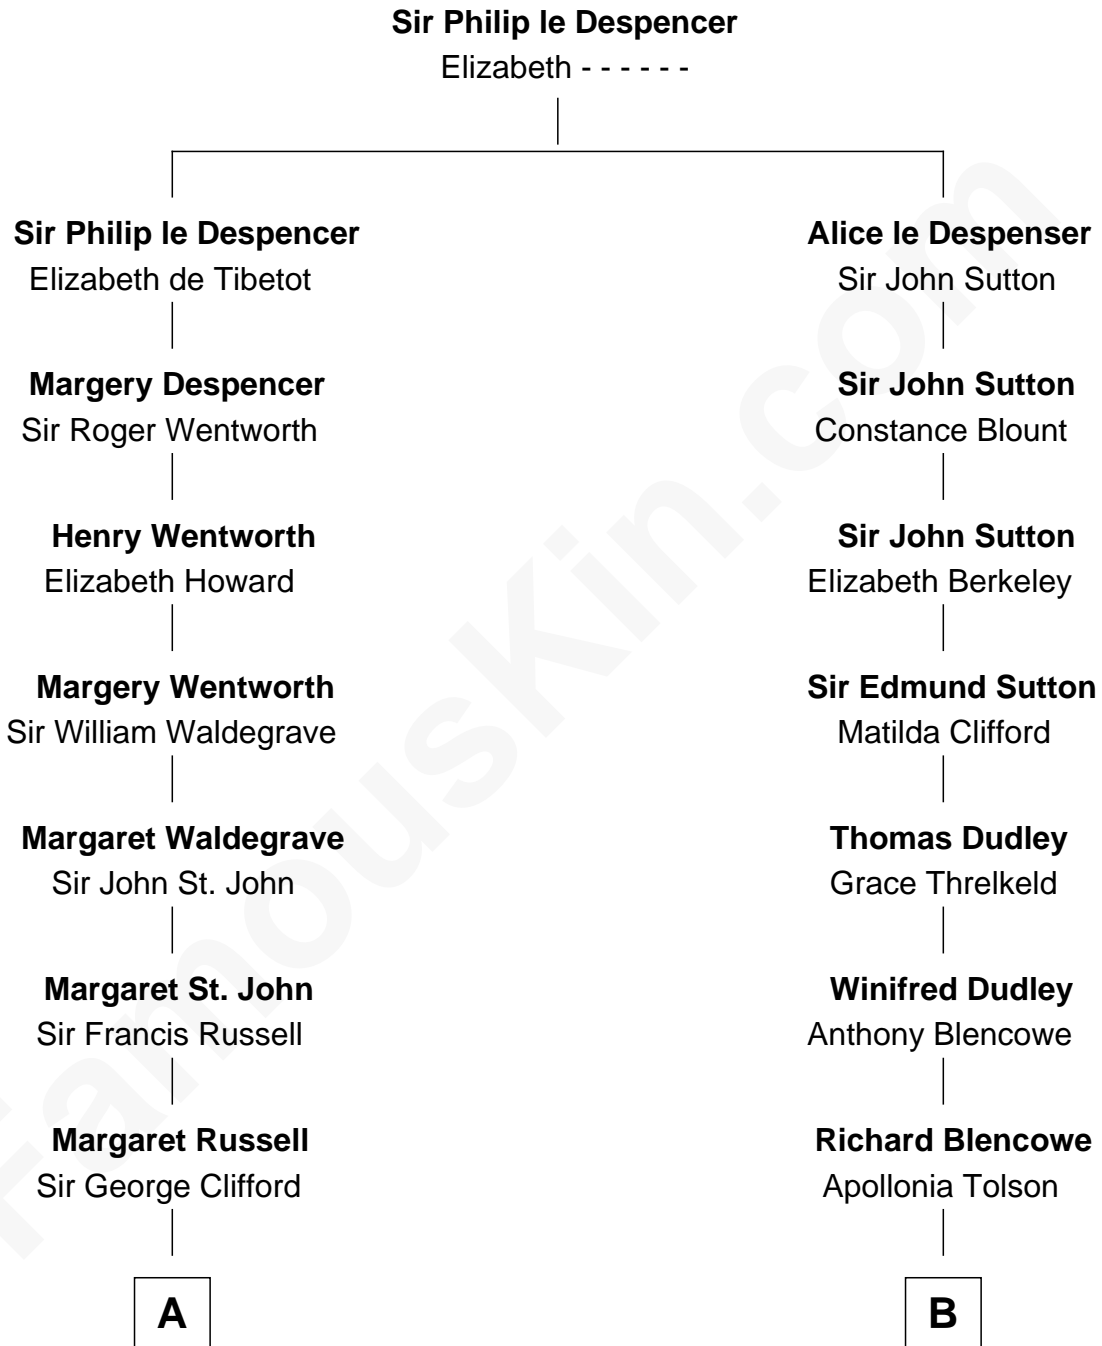 Sir Philip le Despencer
Elizabeth - - - - - -
Sir Philip le Despencer
Elizabeth de Tibetot
Alice le Despenser
Sir John Sutton
Margery Despencer
Sir Roger Wentworth
Sir John Sutton
Constance Blount
Henry Wentworth
Elizabeth Howard
Sir John Sutton
Elizabeth Berkeley
Margery Wentworth
Sir William Waldegrave
Sir Edmund Sutton
Matilda Clifford
Margaret Waldegrave
Sir John St. John
Thomas Dudley
Grace Threlkeld
Margaret St. John
Sir Francis Russell
Winifred Dudley
Anthony Blencowe
Margaret Russell
Sir George Clifford
Richard Blencowe
Apollonia Tolson
A
B
FamousKin.com